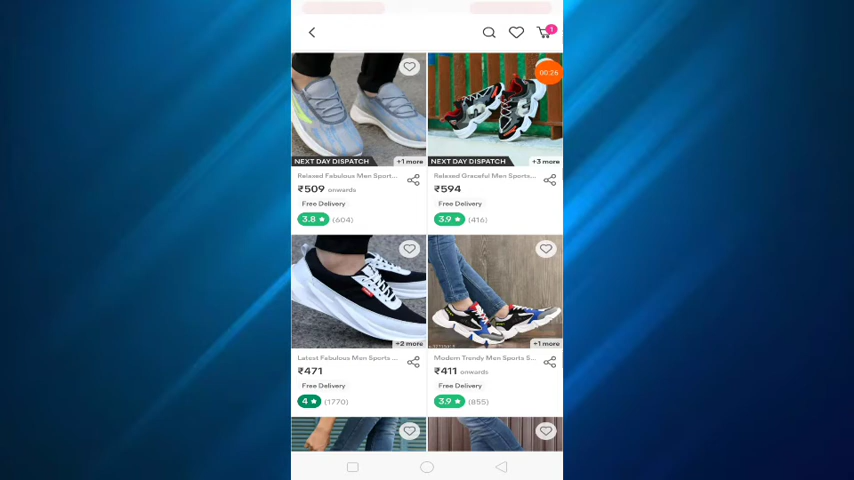 1
00:26
NEXT DAY DISPATCH
+1 more
NEXT DAY DISPATCH
+3 more
Relaxed Fabulous Men Sport...
₹509 onwards
Free Delivery
3.8 ★ (604)
Relaxed Graceful Men Sports...
₹594
Free Delivery
3.9 ★ (416)
+2 more
+1 more
Latest Fabulous Men Sports ...
₹471
Free Delivery
4 ★ (1770)
Modern Trendy Men Sports S...
₹411 onwards
Free Delivery
3.9 ★ (855)